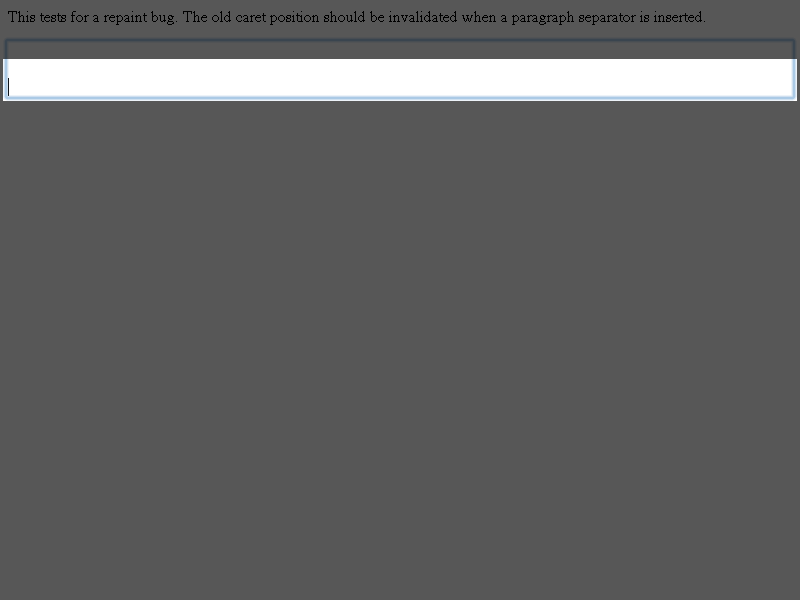 This tests for a repaint bug. The old caret position should be invalidated when a paragraph separator is inserted.